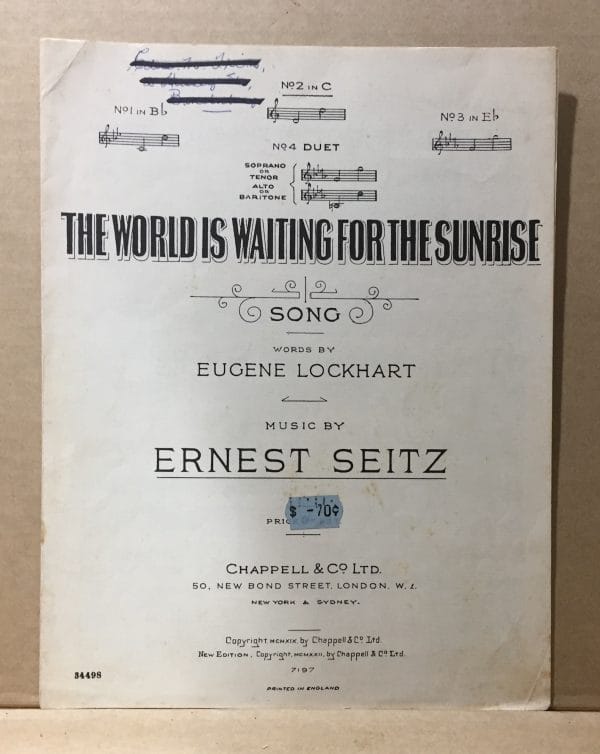 No2 IN C
No1 IN B♭
No3 IN E♭
No4 DUET
SOPRANO
OR
TENOR
ALTO
OR
BARITONE
THE WORLD IS WAITING FOR THE SUNRISE
SONG
WORDS BY
EUGENE LOCKHART
MUSIC BY
ERNEST SEITZ
$ -70¢
CHAPPELL & CO LTD.
50, NEW BOND STREET, LONDON, W.1.
NEW YORK & SYDNEY.
Copyright MCMXIX, by Chappell & Co Ltd.
NEW EDITION, Copyright, MCMXXII, by Chappell & Co Ltd.
7197
34498
PRINTED IN ENGLAND